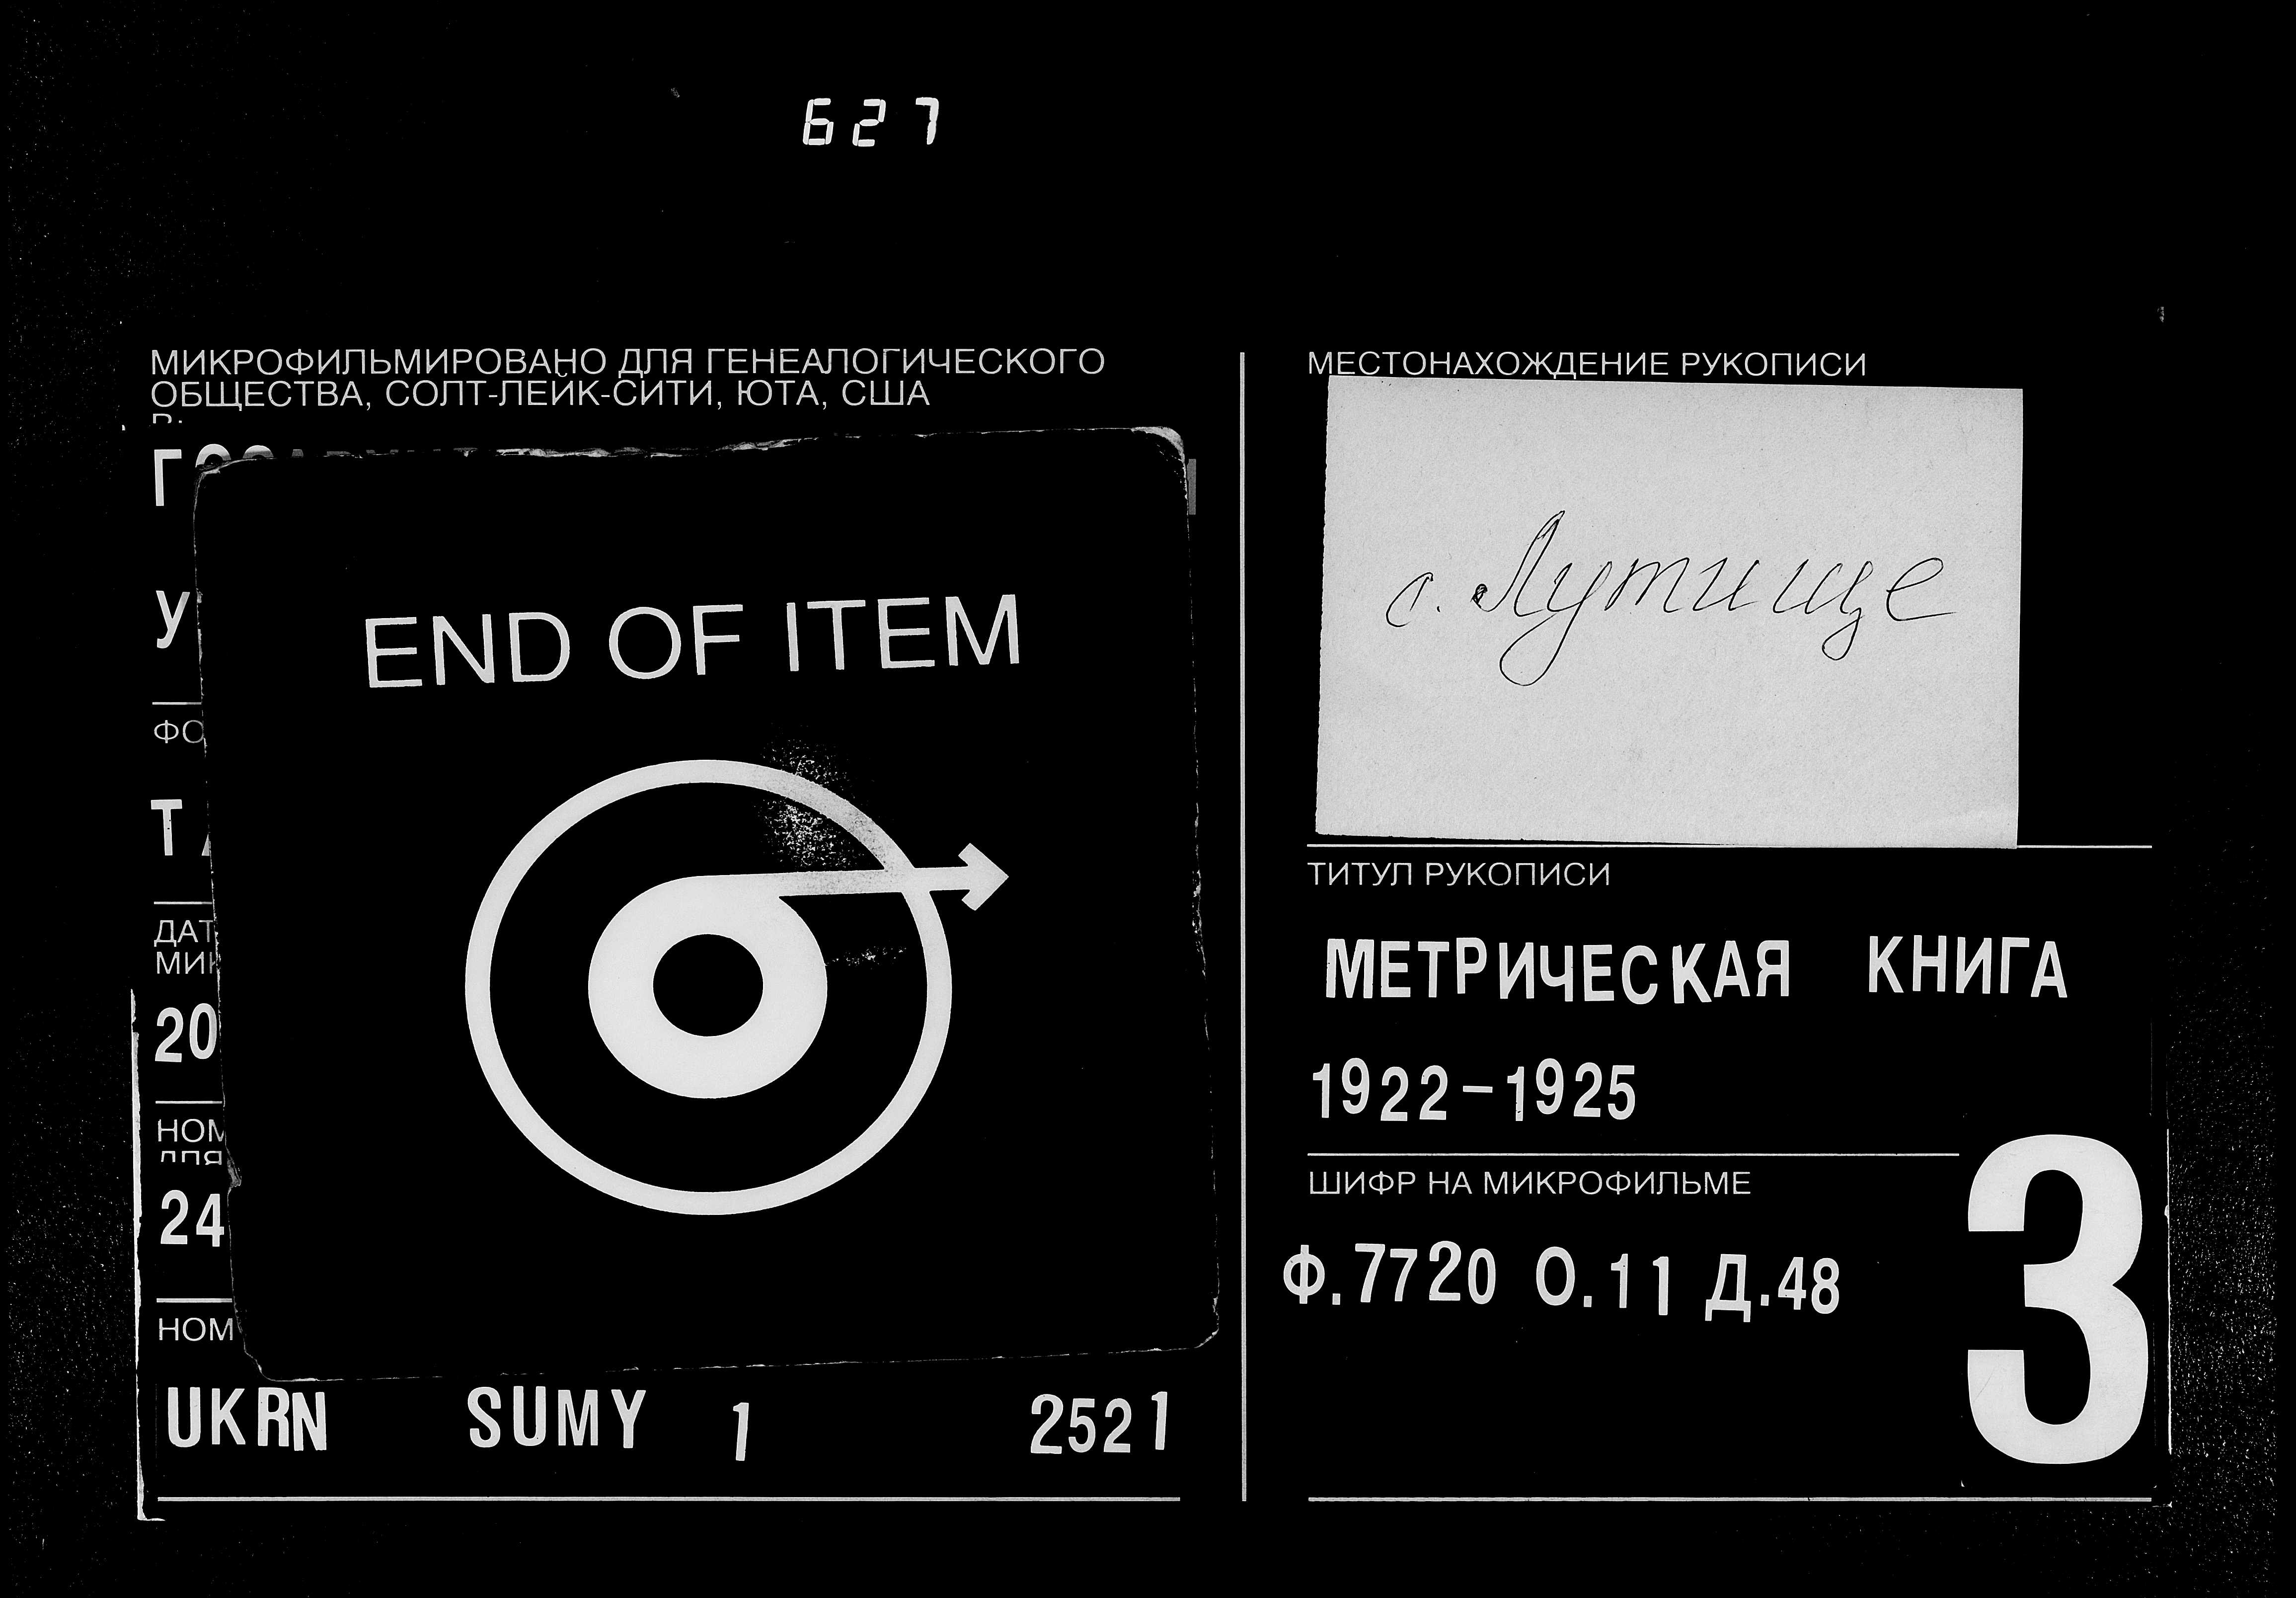 627
МИКРОФИЛЬМИРОВАНО ДЛЯ ГЕНЕАЛОГИЧЕСКОГО
ОБЩЕСТВА, СОЛТ-ЛЕЙК-СИТИ, ЮТА, США
END OF ITEM
20
24
UKRN SUMY 1 2521
МЕСТОНАХОЖДЕНИЕ РУКОПИСИ
с. Лутище
ТИТУЛ РУКОПИСИ
МЕТРИЧЕСКАЯ КНИГА
1922-1925
ШИФР НА МИКРОФИЛЬМЕ
Ф.7720 О.11 Д.48
3